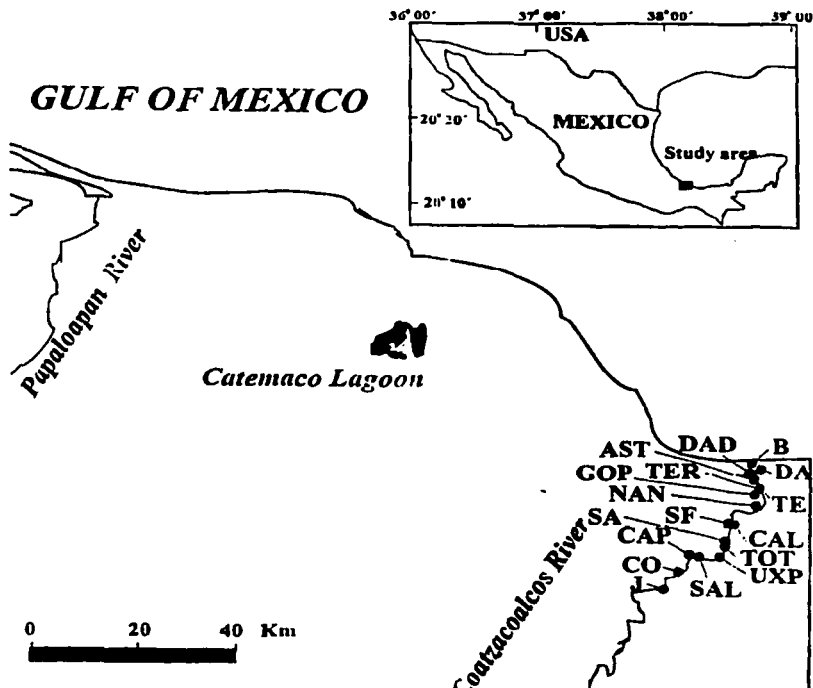 36°00' 37°00' 38°00' 39°00
USA
GULF OF MEXICO
20°20'
MEXICO
Study area
10'
Papaloapan River
Catemaco Lagoon
DAD B
AST DA
GOP TER
NAN TE
SA SF
CAP CAL
TOT
CO UXP
SAL
Coatzacoalcos River
0 20 40 Km